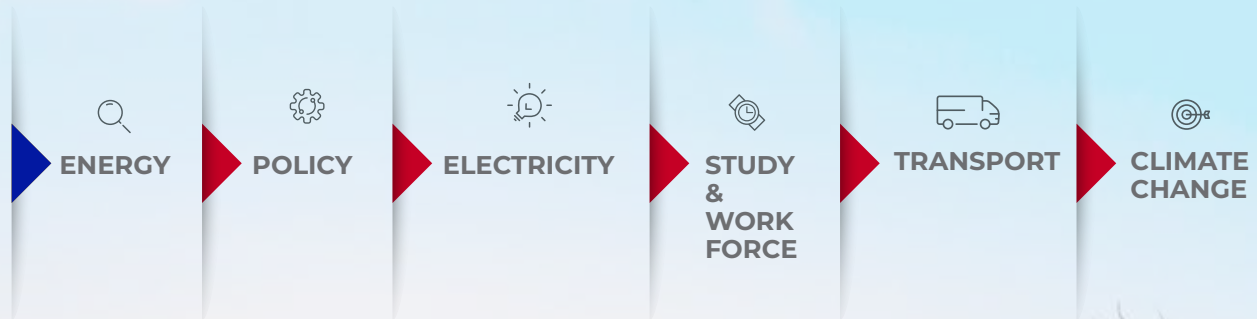 ENERGY
POLICY
ELECTRICITY
STUDY
&
WORK
FORCE
TRANSPORT
CLIMATE
CHANGE